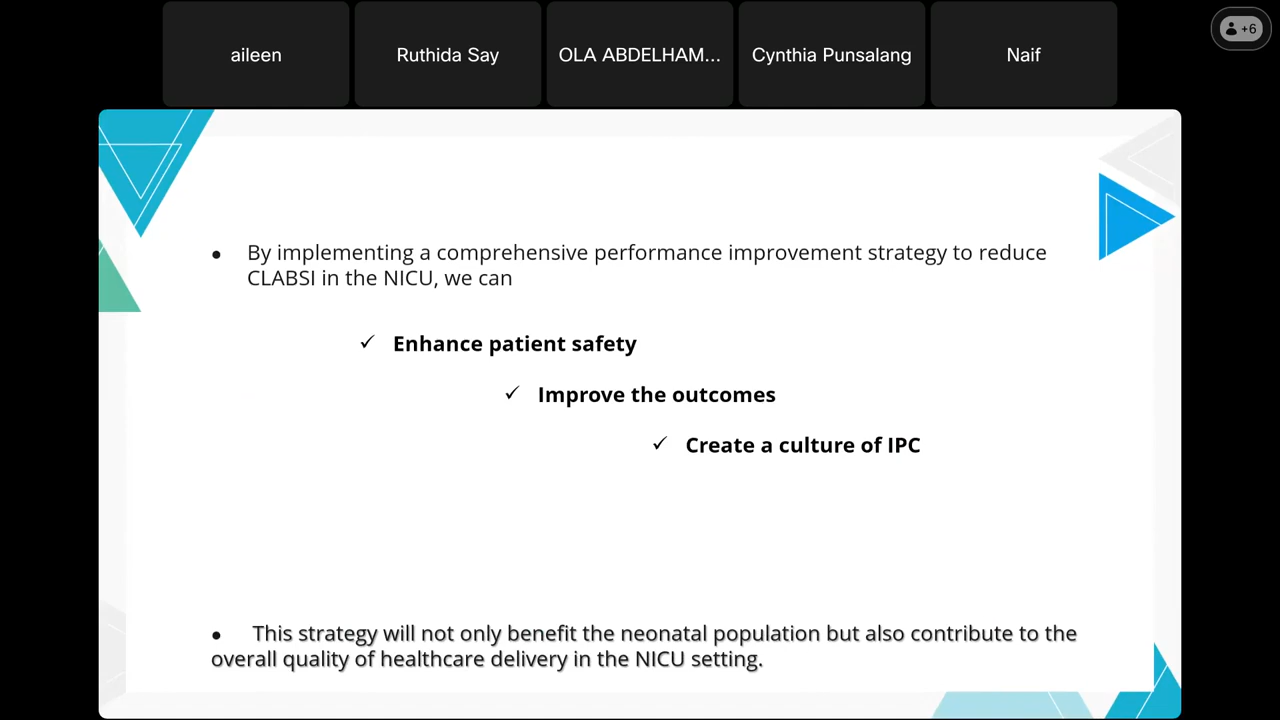 aileen
Ruthida Say
OLA ABDELHAM...
Cynthia Punsalang
Naif
+6
● By implementing a comprehensive performance improvement strategy to reduce
CLABSI in the NICU, we can
✓ Enhance patient safety
✓ Improve the outcomes
✓ Create a culture of IPC
● This strategy will not only benefit the neonatal population but also contribute to the
overall quality of healthcare delivery in the NICU setting.